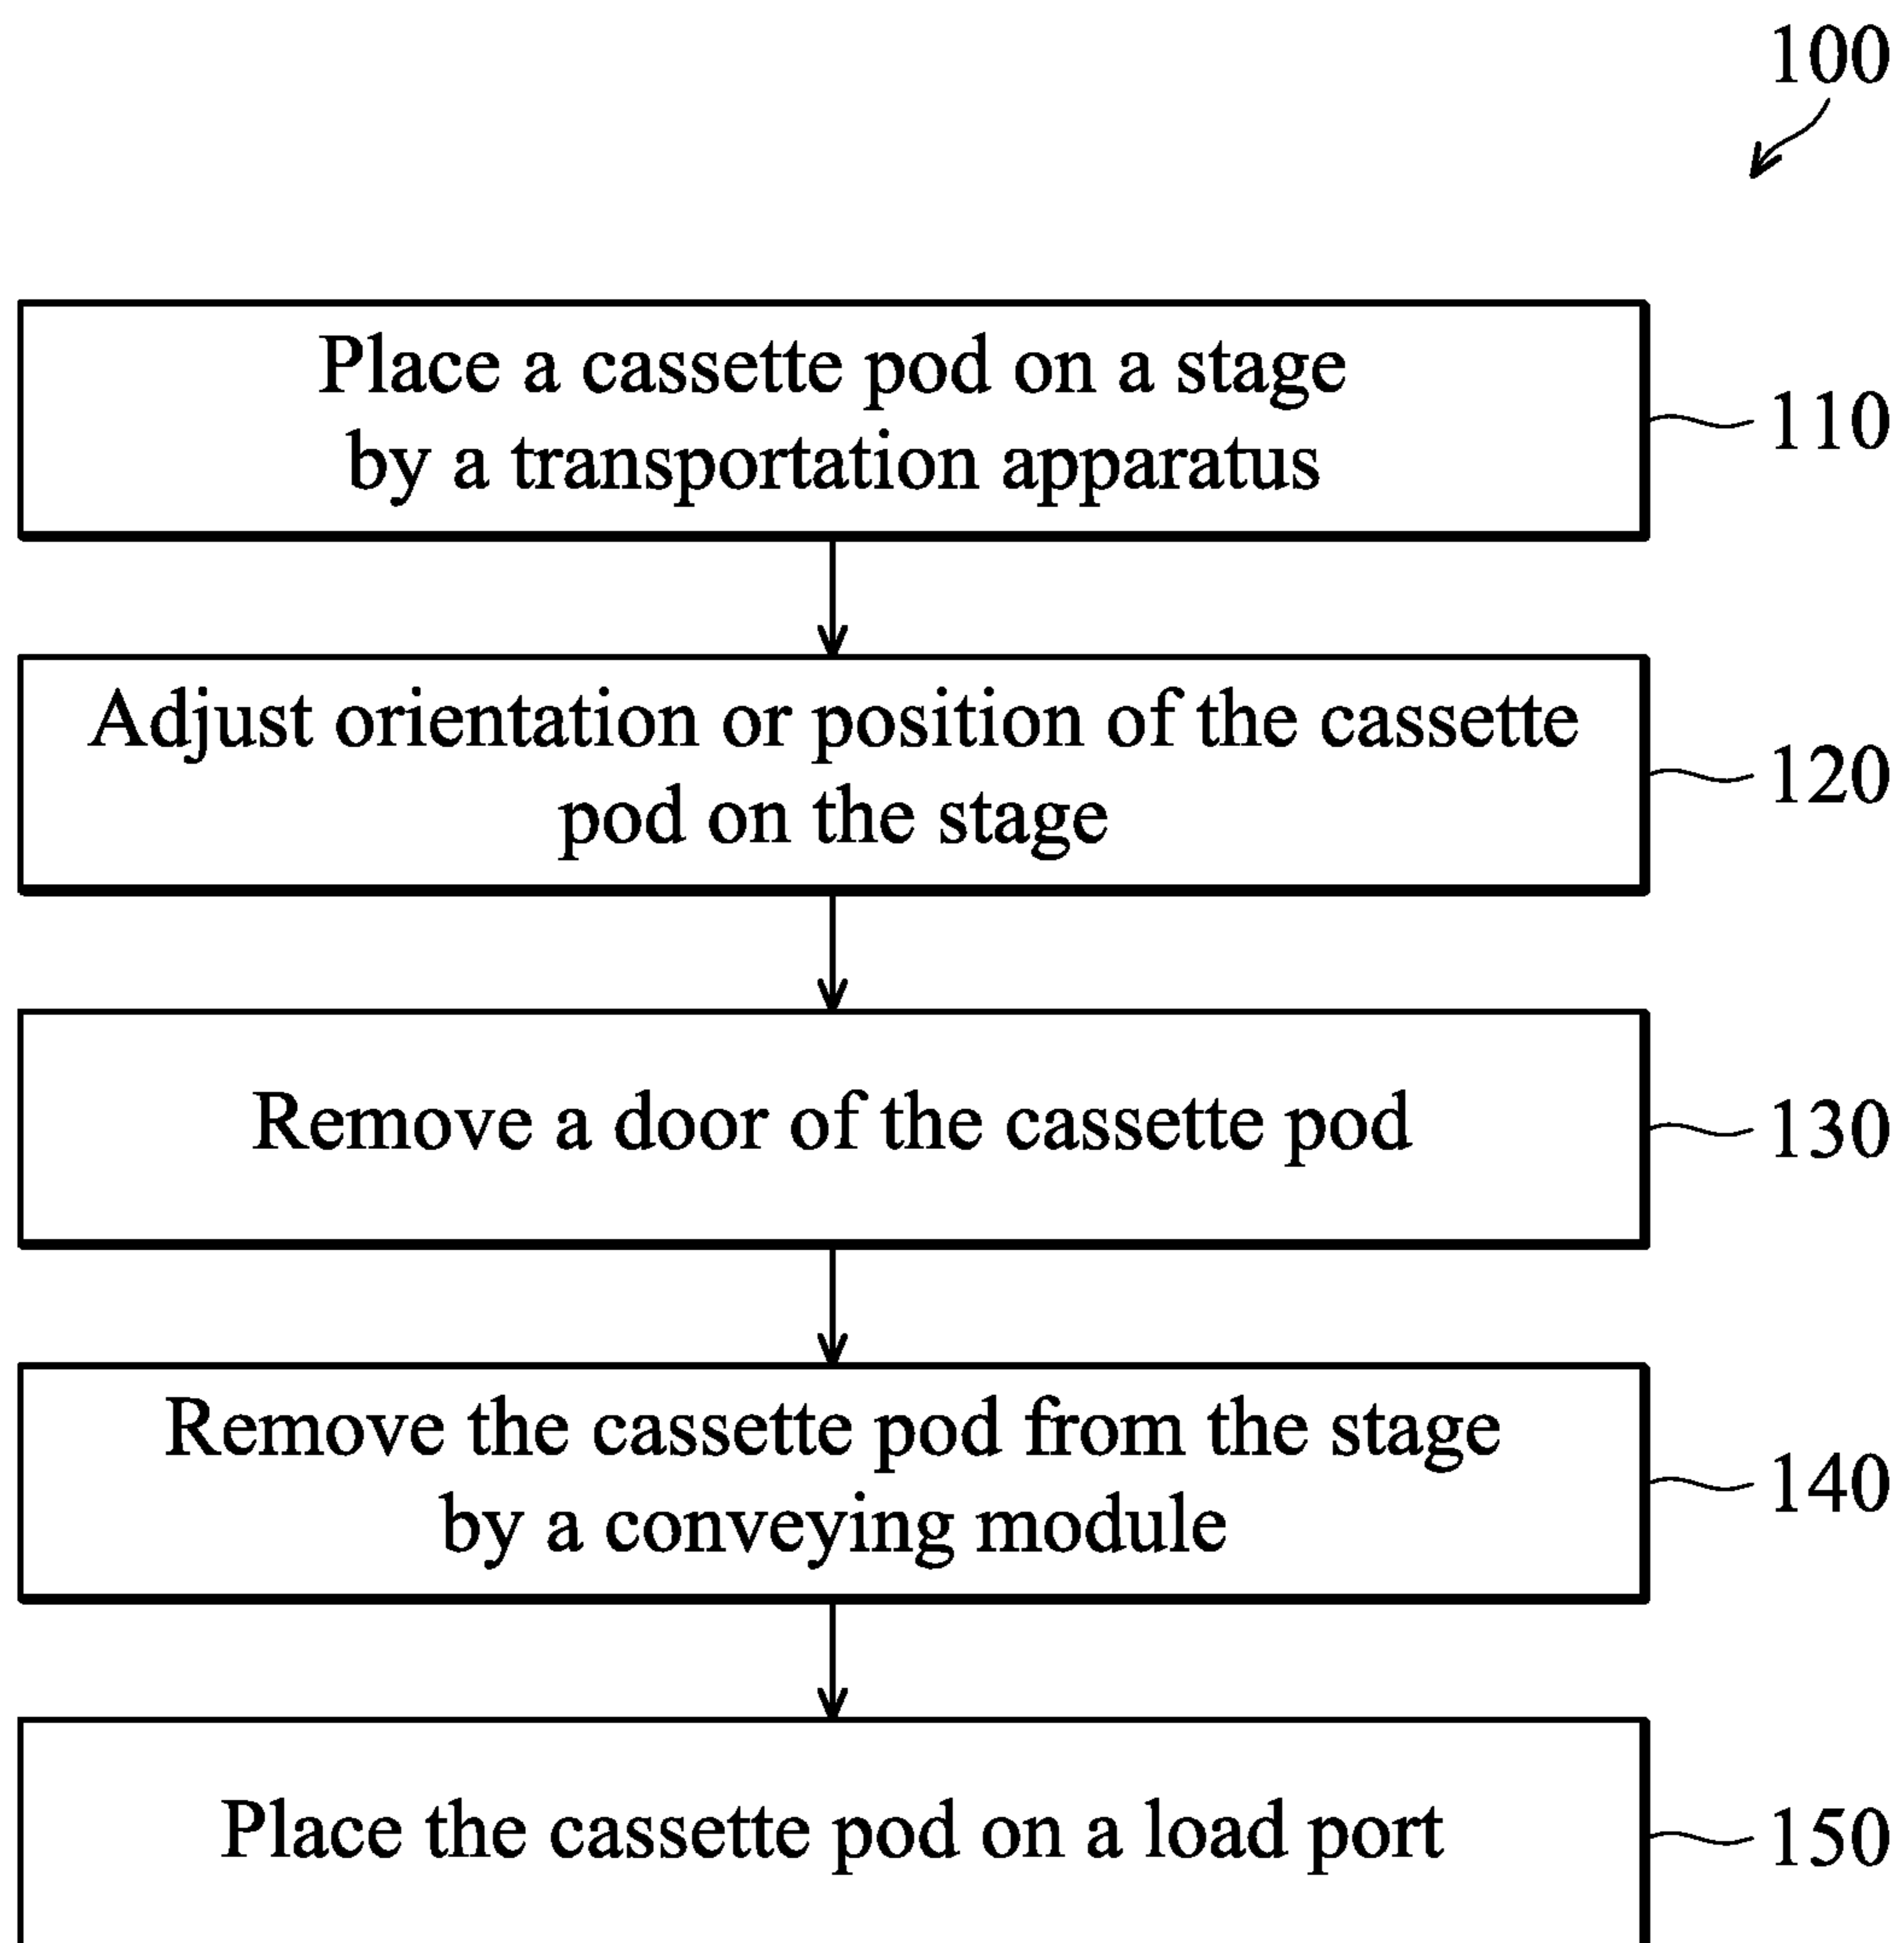 100
Place a cassette pod on a stage
by a transportation apparatus
110
Adjust orientation or position of the cassette
pod on the stage
120
Remove a door of the cassette pod
130
Remove the cassette pod from the stage
by a conveying module
140
Place the cassette pod on a load port
150